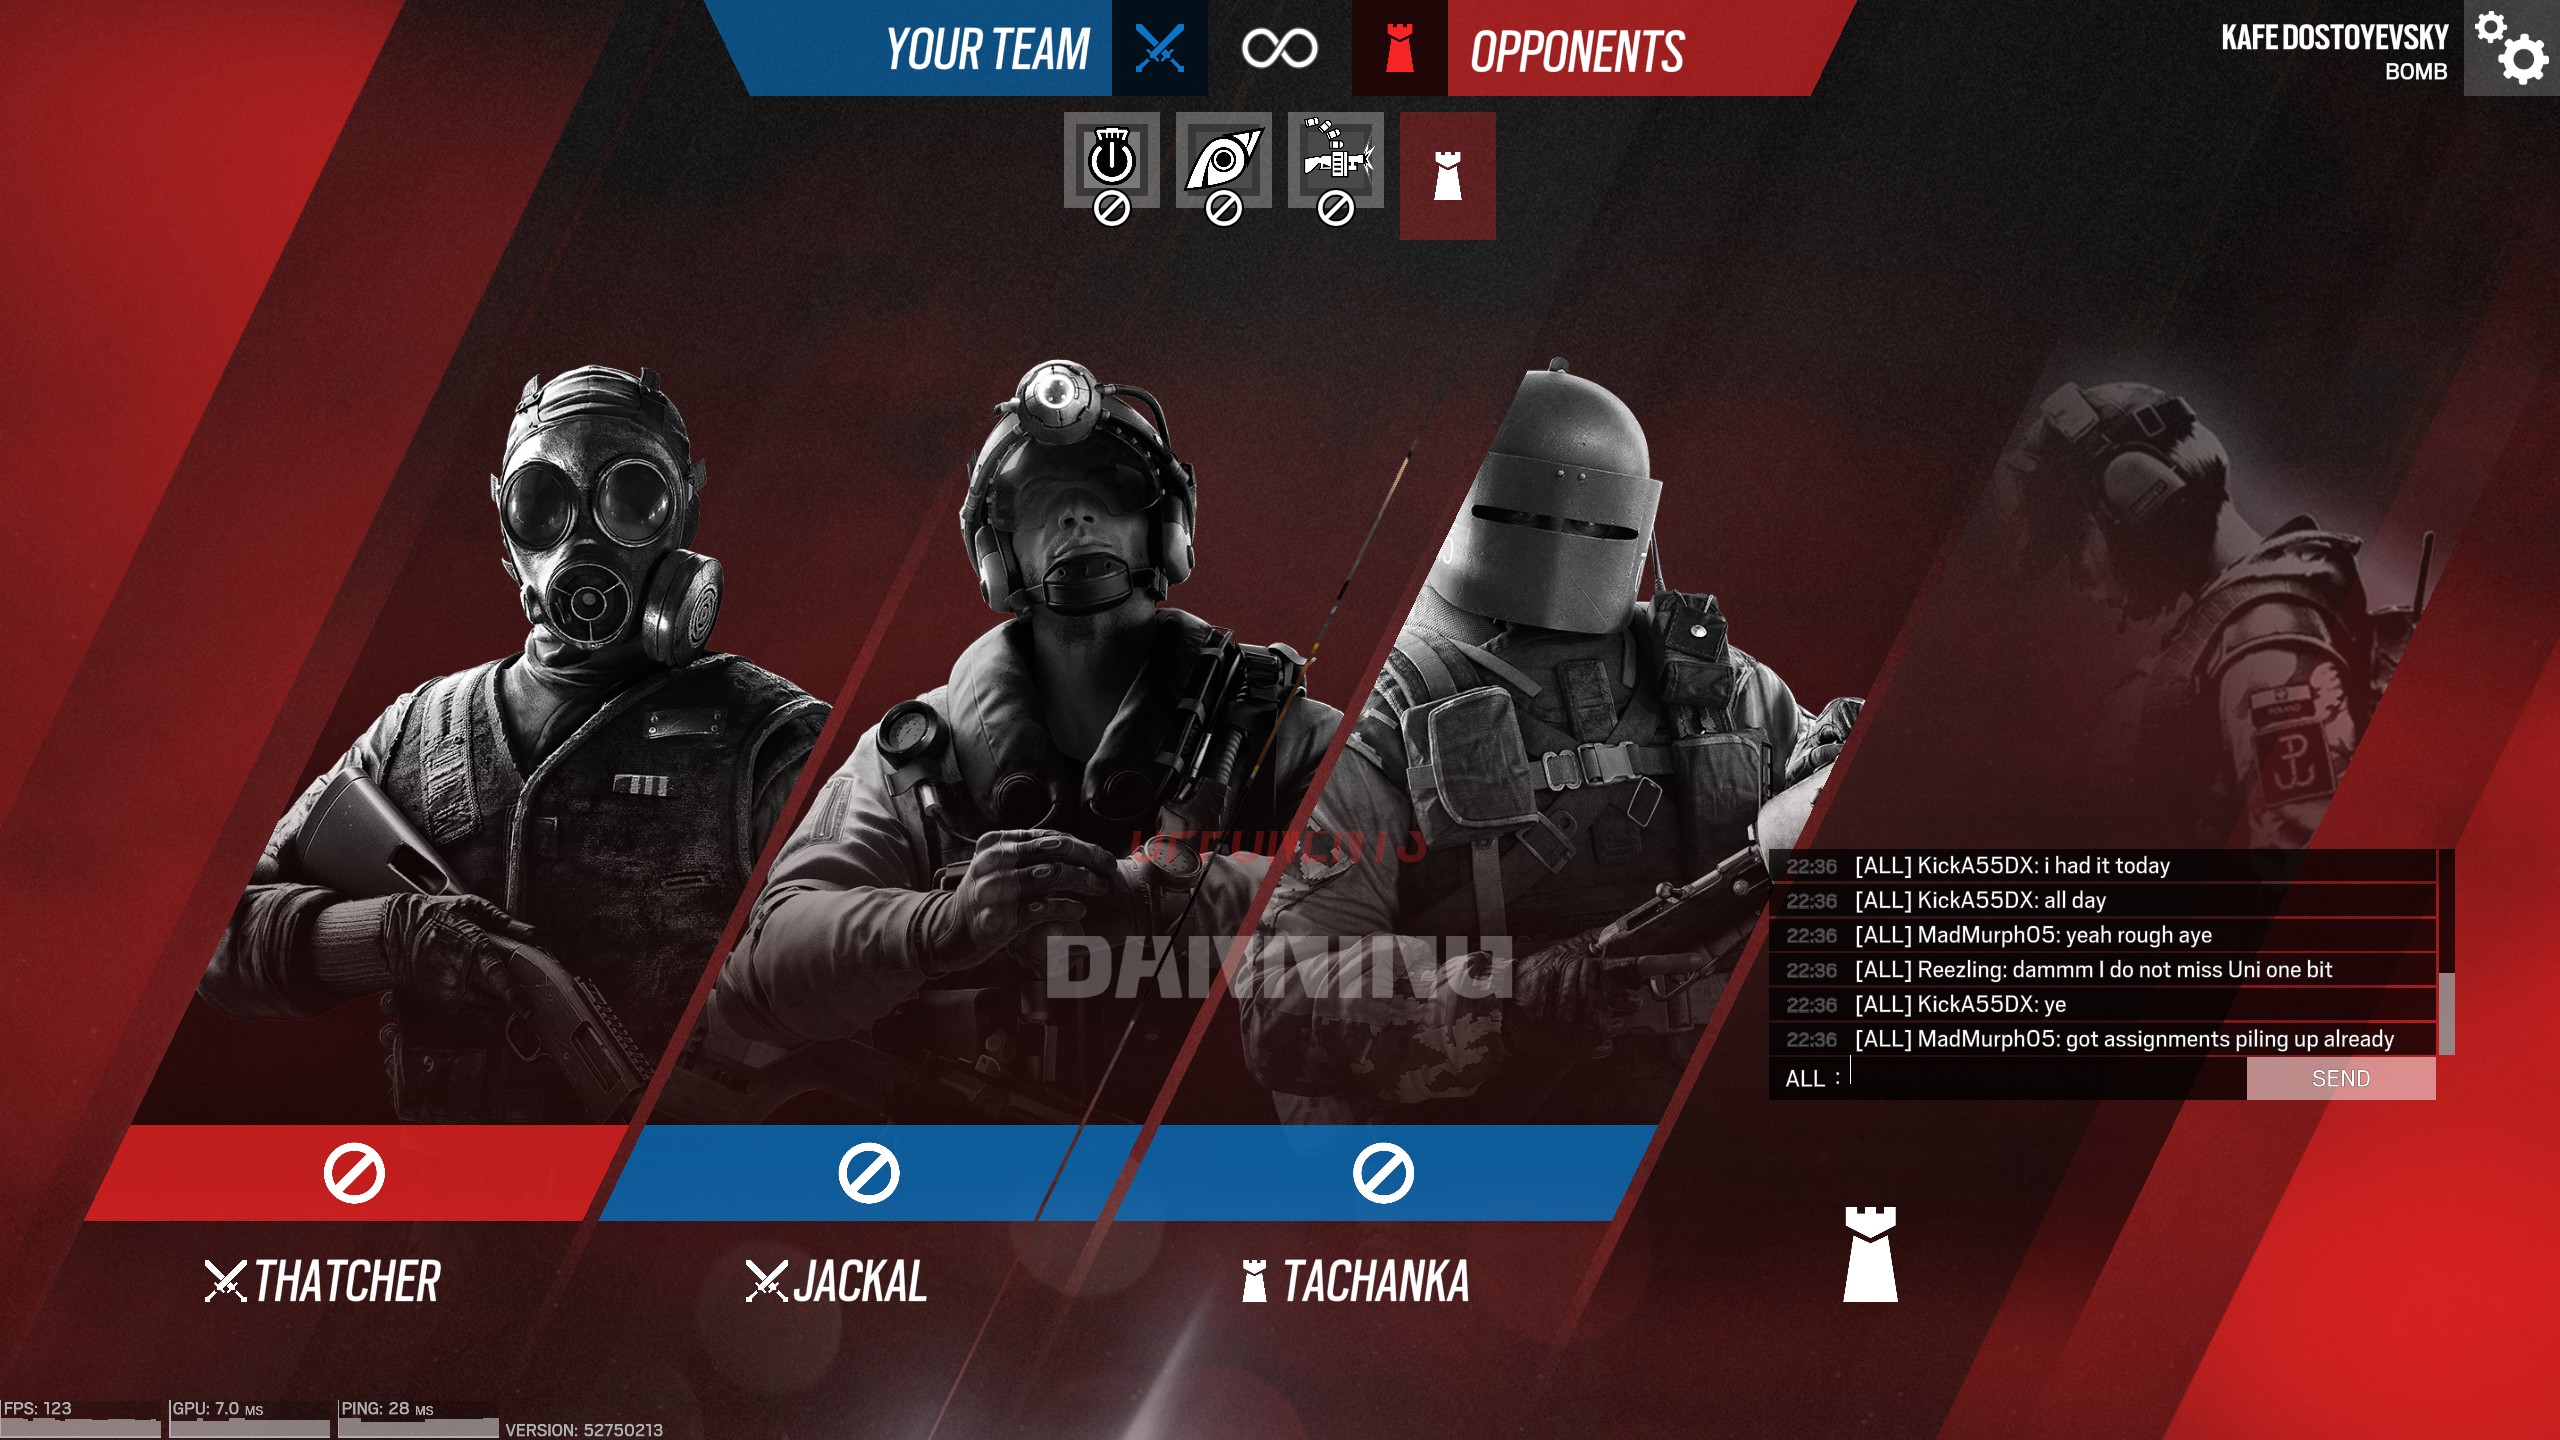 YOUR TEAM
OPPONENTS
KAFE DOSTOYEVSKY
BOMB
22:36 [ALL] KickA55DX: i had it today
22:36 [ALL] KickA55DX: all day
22:36 [ALL] MadMurph05: yeah rough aye
22:36 [ALL] Reezling: dammm I do not miss Uni one bit
22:36 [ALL] KickA55DX: ye
22:36 [ALL] MadMurph05: got assignments piling up already
ALL :
SEND
OPPONENTS
BANNING
THATCHER
JACKAL
TACHANKA
FPS: 123
GPU: 7.0 MS
PING: 28 MS
VERSION: 52750213